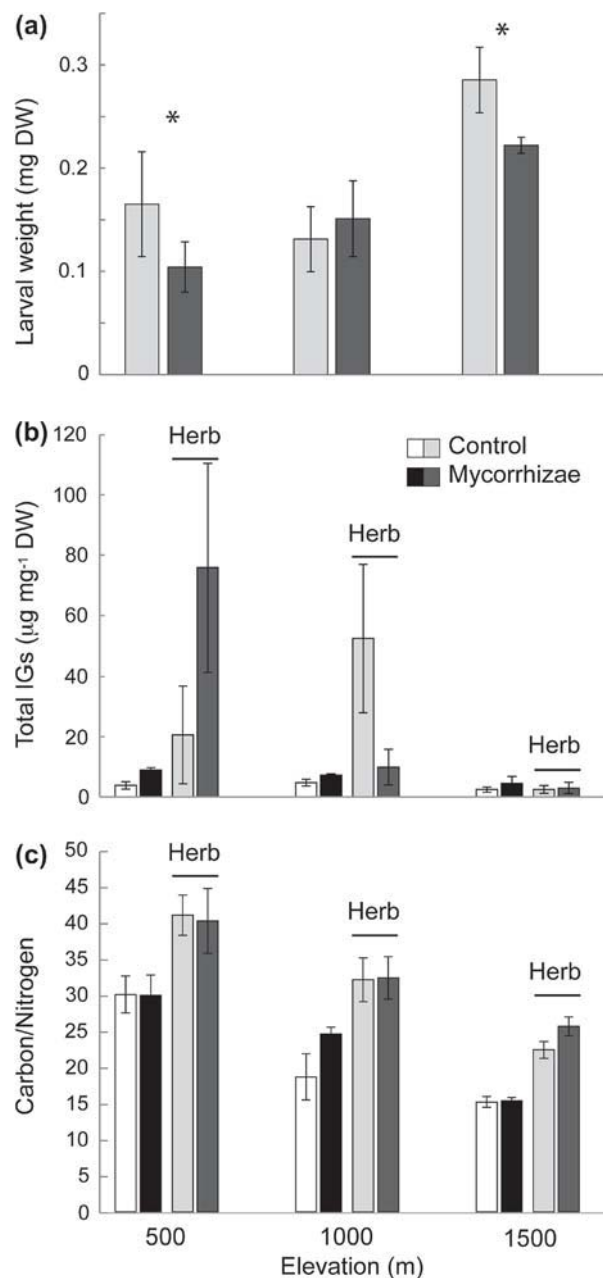 (a)
Larval weight (mg DW)
0.3
0.2
0.1
0
*
*
(b)
Total IGs (µg mg⁻¹ DW)
120
100
80
60
40
20
0
Herb
Herb
Herb
Control
Mycorrhizae
(c)
Carbon/Nitrogen
50
45
40
35
30
25
20
15
10
5
0
Herb
Herb
Herb
500 1000 1500
Elevation (m)